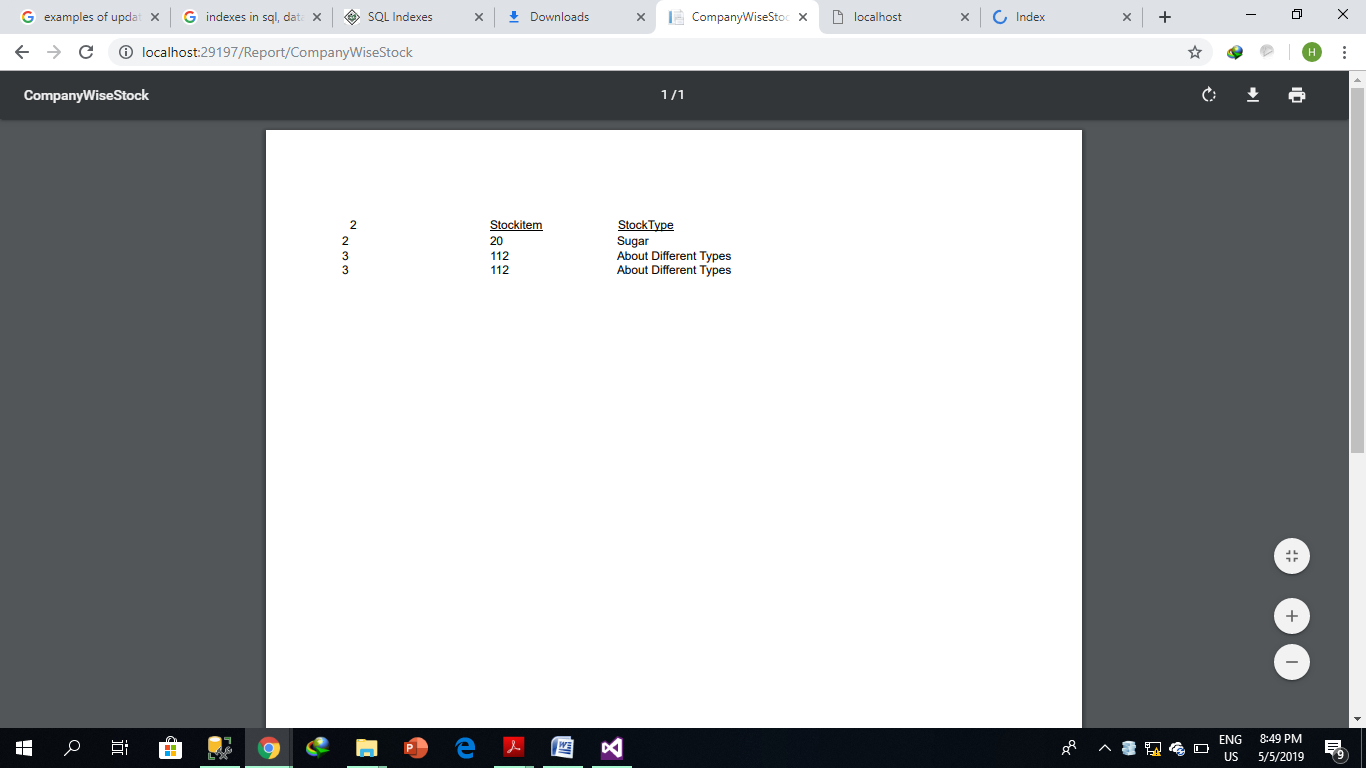 examples of updat
indexes in sql, data
SQL Indexes
Downloads
CompanyWiseStoc
localhost
Index
localhost:29197/Report/CompanyWiseStock
H
CompanyWiseStock
1 / 1
2 Stockitem StockType
2 20 Sugar
3 112 About Different Types
3 112 About Different Types
ENG 8:49 PM
US 5/5/2019
9